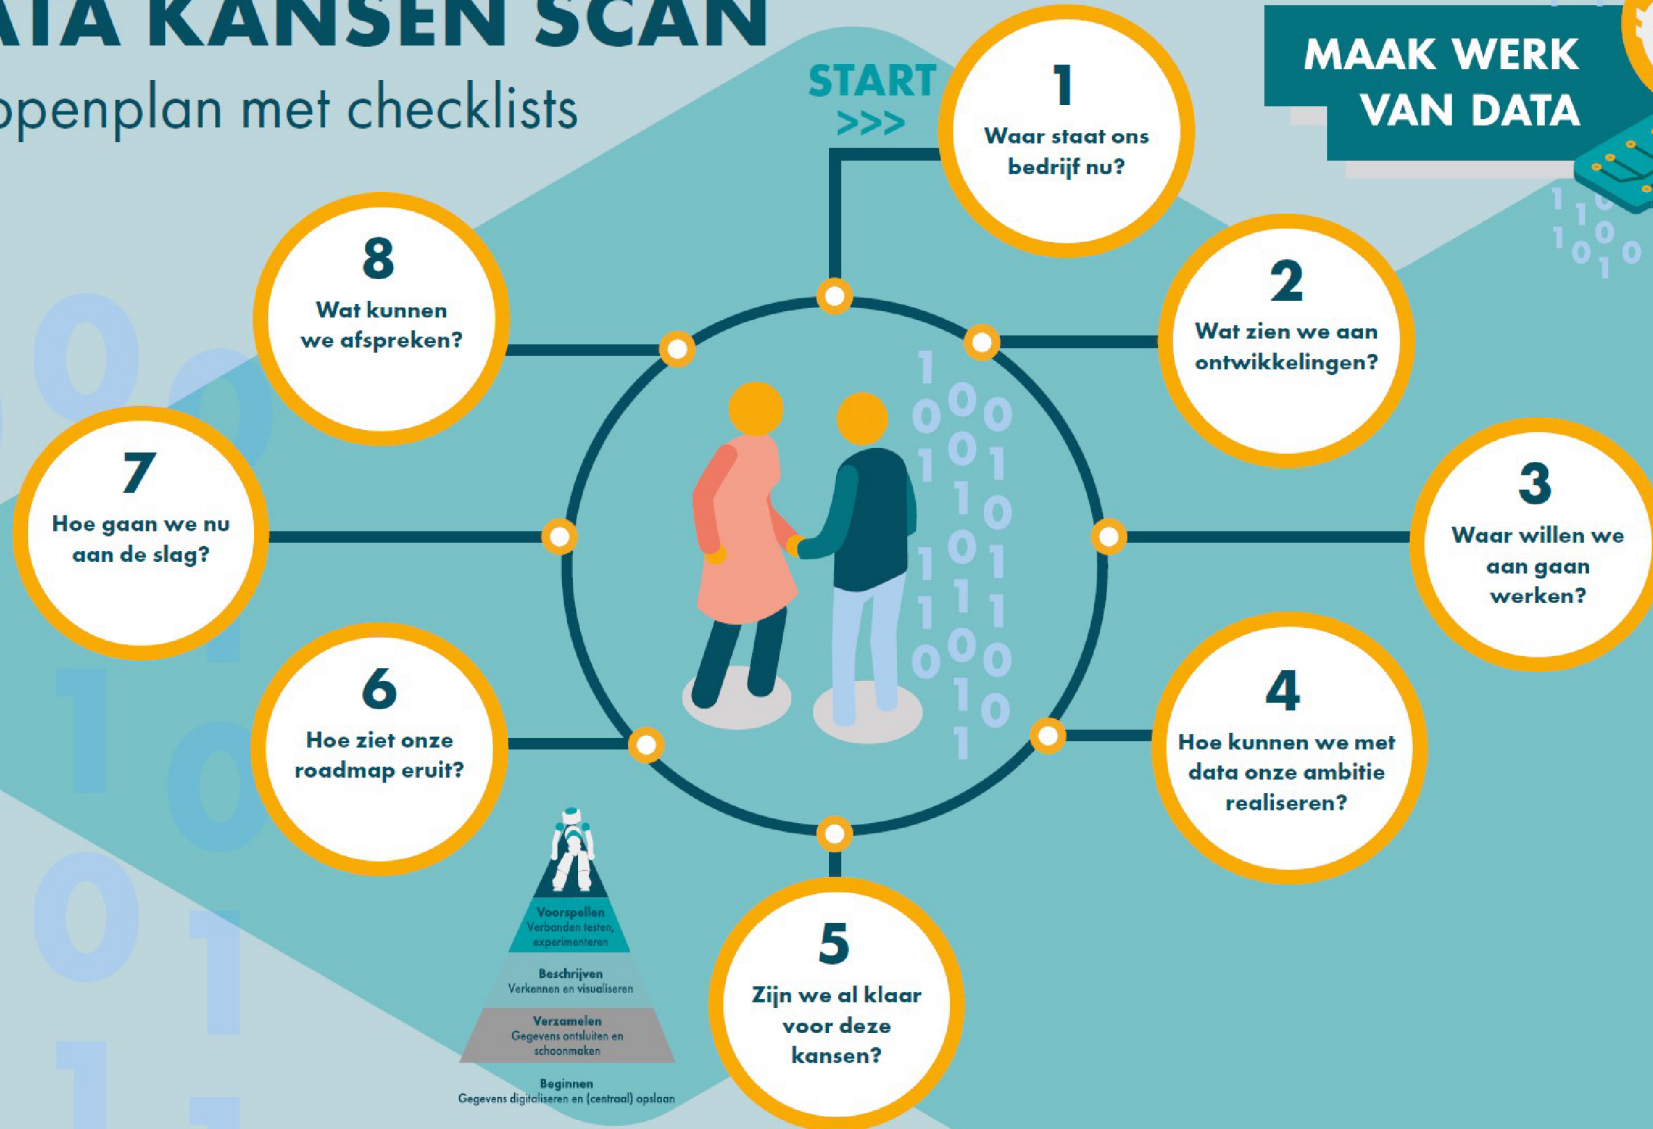 ATA KANSEN SCAN
openplan met checklists
START
>>>
MAAK WERK
VAN DATA
1
Waar staat ons
bedrijf nu?
2
Wat zien we aan
ontwikkelingen?
3
Waar willen we
aan gaan
werken?
4
Hoe kunnen we met
data onze ambitie
realiseren?
5
Zijn we al klaar
voor deze
kansen?
6
Hoe ziet onze
roadmap eruit?
7
Hoe gaan we nu
aan de slag?
8
Wat kunnen
we afspreken?
Voorspellen
Verbanden testen,
experimenteren
Beschrijven
Verkennen en visualiseren
Verzamelen
Gegevens ontsluiten en
schoonmaken
Beginnen
Gegevens digitaliseren en (centraal) opslaan